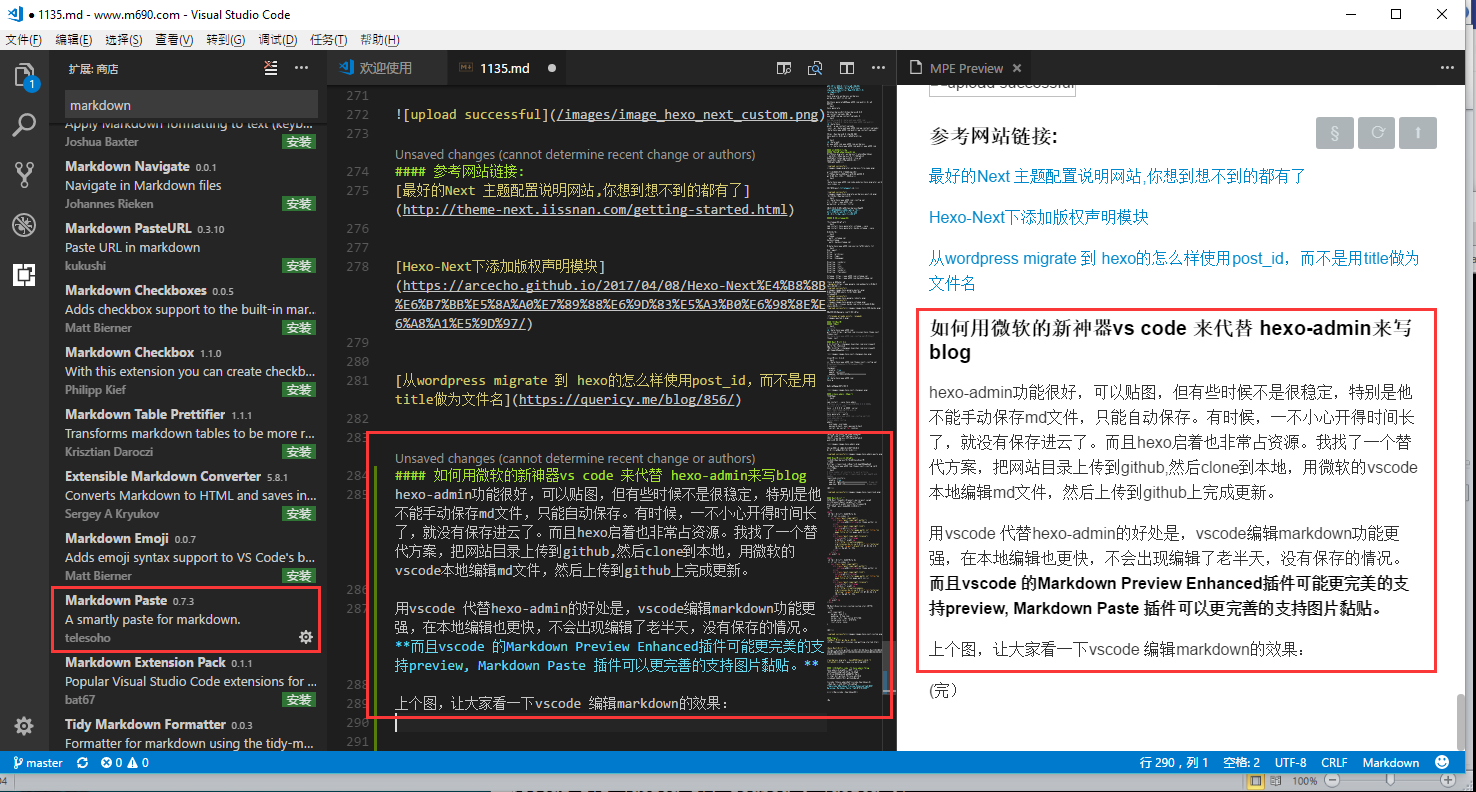 ● 1135.md - www.m690.com - Visual Studio Code
文件(F) 编辑(E) 选择(S) 查看(V) 转到(G) 调试(D) 任务(T) 帮助(H)
1
扩展: 商店
markdown
Apply Markdown formatting to text (keyb...
Joshua Baxter 安装
Markdown Navigate 0.0.1
Navigate in Markdown files
Johannes Rieken 安装
Markdown PasteURL 0.3.10
Paste URL in markdown
kukushi 安装
Markdown Checkboxes 0.0.5
Adds checkbox support to the built-in mar...
Matt Bierner 安装
Markdown Checkbox 1.1.0
With this extension you can create checkb...
Philipp Kief 安装
Markdown Table Prettifier 1.1.1
Transforms markdown tables to be more r...
Krisztian Daroczi 安装
Extensible Markdown Converter 5.8.1
Converts Markdown to HTML and saves in...
Sergey A Kryukov 安装
Markdown Emoji 0.0.7
Adds emoji syntax support to VS Code's b...
Matt Bierner 安装
Markdown Paste 0.7.3
A smartly paste for markdown.
telesoho
Markdown Extension Pack 0.1.1
Popular Visual Studio Code extensions for ...
bat67 安装
Tidy Markdown Formatter 0.0.3
Formatter for markdown using the tidy-m...
欢迎使用 1135.md
271
272 ![upload successful](/images/image_hexo_next_custom.png)
273
Unsaved changes (cannot determine recent change or authors)
274 #### 参考网站链接:
275 [最好的Next 主题配置说明网站,你想到想不到的都有了]
(http://theme-next.iissnan.com/getting-started.html)
276
277
278 [Hexo-Next下添加版权声明模块]
(https://arcecho.github.io/2017/04/08/Hexo-Next%E4%B8%8B
%E6%B7%BB%E5%8A%A0%E7%89%88%E6%9D%83%E5%A3%B0%E6%98%8E%E
6%A8%A1%E5%9D%97/)
279
280
281 [从wordpress migrate 到 hexo的怎么样使用post_id，而不是用
title做为文件名](https://quericy.me/blog/856/)
282
283
Unsaved changes (cannot determine recent change or authors)
284 #### 如何用微软的新神器vs code 来代替 hexo-admin来写blog
285 hexo-admin功能很好，可以贴图，但有些时候不是很稳定，特别是他
不能手动保存md文件，只能自动保存。有时候，一不小心开得时间长
了，就没有保存进云了。而且hexo启着也非常占资源。我找了一个替
代方案，把网站目录上传到github,然后clone到本地，用微软的
vscode本地编辑md文件，然后上传到github上完成更新。
286
287 用vscode 代替hexo-admin的好处是，vscode编辑markdown功能更
强，在本地编辑也更快，不会出现编辑了老半天，没有保存的情况。
**而且vscode 的Markdown Preview Enhanced插件可能更完美的支
持preview, Markdown Paste 插件可以更完善的支持图片黏贴。**
288
289 上个图，让大家看一下vscode 编辑markdown的效果：
290
291
MPE Preview
upload successful
参考网站链接:
§
最好的Next 主题配置说明网站,你想到想不到的都有了
Hexo-Next下添加版权声明模块
从wordpress migrate 到 hexo的怎么样使用post_id，而不是用title做为
文件名
如何用微软的新神器vs code 来代替 hexo-admin来写
blog
hexo-admin功能很好，可以贴图，但有些时候不是很稳定，特别是他
不能手动保存md文件，只能自动保存。有时候，一不小心开得时间长
了，就没有保存进云了。而且hexo启着也非常占资源。我找了一个替
代方案，把网站目录上传到github,然后clone到本地，用微软的vscode
本地编辑md文件，然后上传到github上完成更新。
用vscode 代替hexo-admin的好处是，vscode编辑markdown功能更
强，在本地编辑也更快，不会出现编辑了老半天，没有保存的情况。
而且vscode 的Markdown Preview Enhanced插件可能更完美的支
持preview, Markdown Paste 插件可以更完善的支持图片黏贴。
上个图，让大家看一下vscode 编辑markdown的效果：
(完）
master 0 0 行 290，列 1 空格: 2 UTF-8 CRLF Markdown
100%